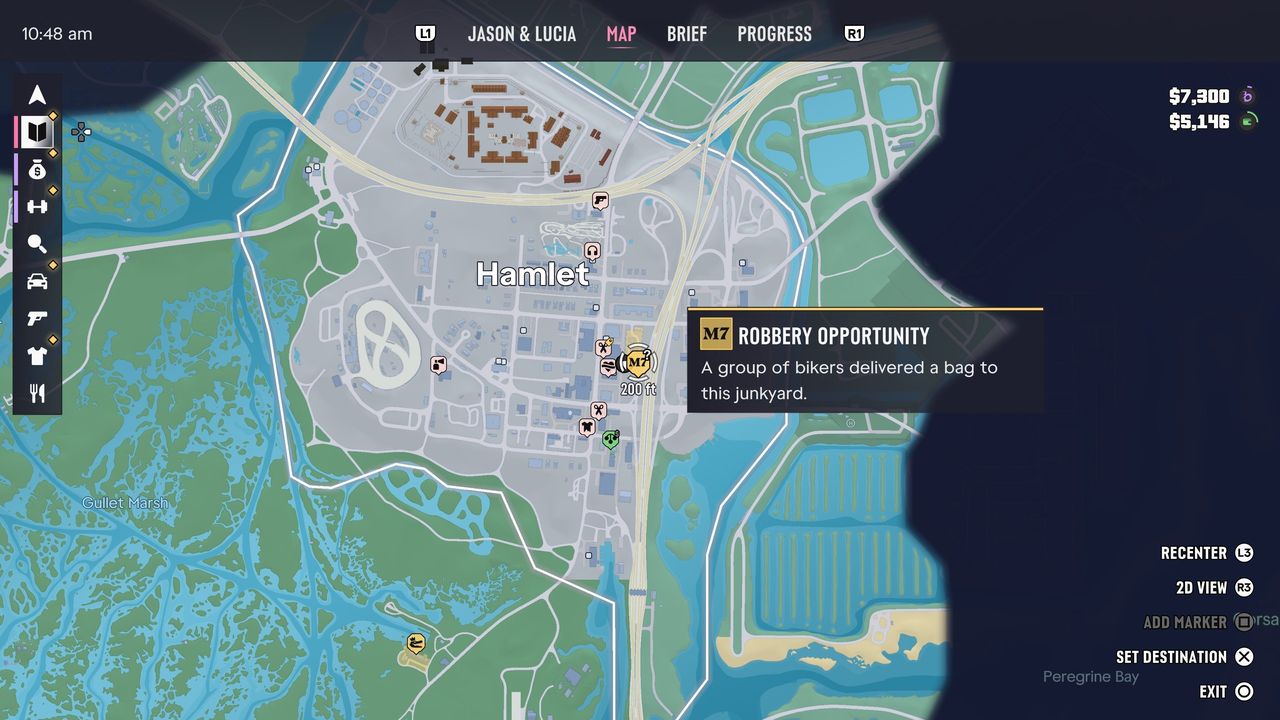 10:48 am
L1
JASON & LUCIA
MAP
BRIEF
PROGRESS
R1
$7,300
$5,146
Hamlet
M7 ROBBERY OPPORTUNITY
A group of bikers delivered a bag to
this junkyard.
M7
200 ft
Gullet Marsh
RECENTER L3
2D VIEW R3
ADD MARKER
SET DESTINATION
Peregrine Bay
EXIT